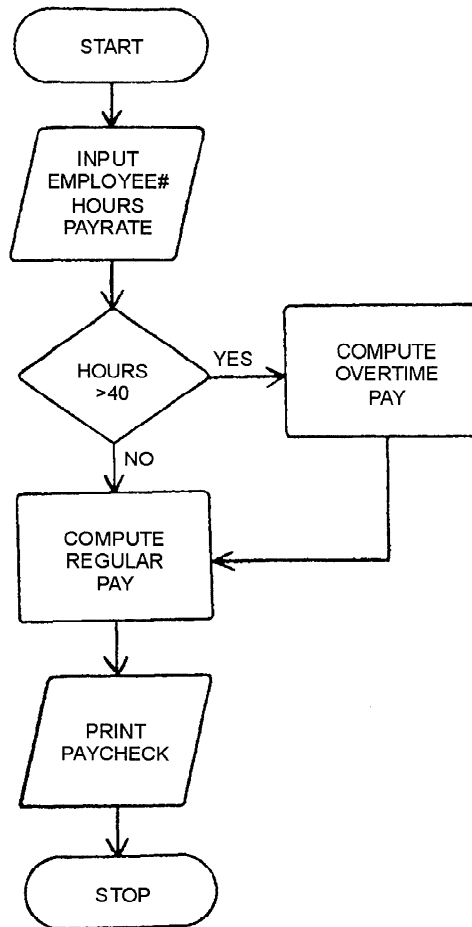 START
INPUT
EMPLOYEE#
HOURS
PAYRATE
HOURS
>40
YES
COMPUTE
OVERTIME
PAY
NO
COMPUTE
REGULAR
PAY
PRINT
PAYCHECK
STOP